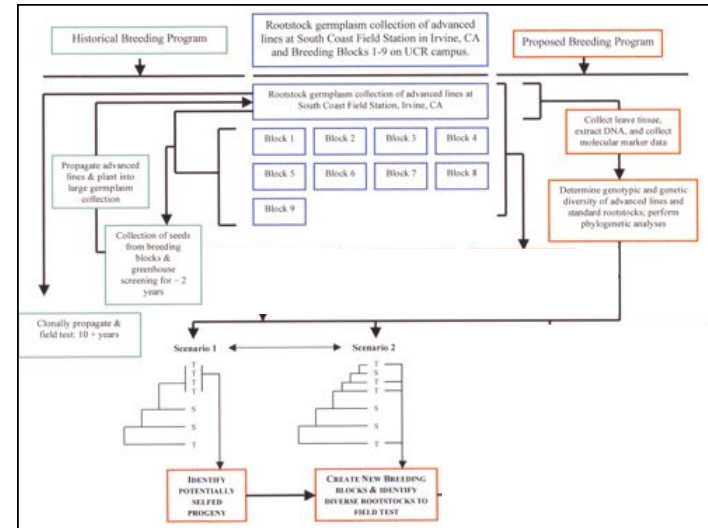 Historical Breeding Program
Rootstock germplasm collection of advanced
lines at South Coast Field Station in Irvine, CA
and Breeding Blocks 1-9 on UCR campus.
Proposed Breeding Program
Rootstock germplasm collection of advanced lines at
South Coast Field Station, Irvine, CA
Block 1
Block 2
Block 3
Block 4
Block 5
Block 6
Block 7
Block 8
Block 9
Propagate advanced
lines & plant into
large germplasm
collection
Collection of seeds
from breeding
blocks &
greenhouse
screening for ~ 2
years
Clonally propagate &
field test: 10 + years
Collect leave tissue,
extract DNA, and collect
molecular marker data
Determine genotypic and genetic
diversity of advanced lines and
standard rootstocks; perform
phylogenetic analyses
Scenario 1
Scenario 2
T
T
T
T
S
S
T
T
S
T
T
S
S
T
IDENTIFY
POTENTIALLY
SELFED
PROGENY
CREATE NEW BREEDING
BLOCKS & IDENTIFY
DIVERSE ROOTSTOCKS TO
FIELD TEST